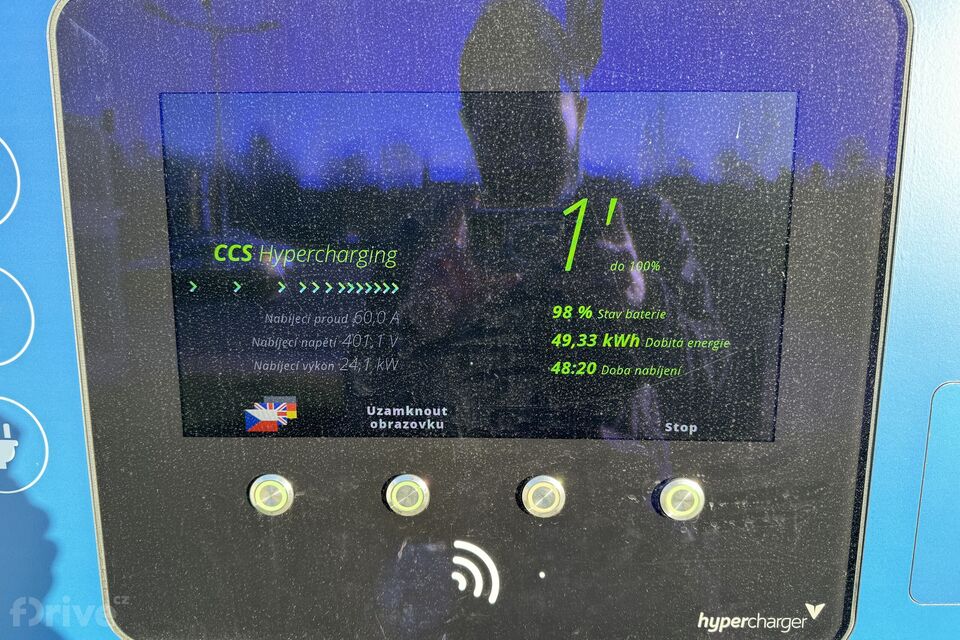 1'
do 100%
CCS Hypercharging
Nabíjecí proud 60,0 A
Nabíjecí napětí 401,1 V
Nabíjecí výkon 24,1 kW
98 % Stav baterie
49,33 kWh Dobitá energie
48:20 Doba nabíjení
Uzamknout
obrazovku
Stop
hypercharger
fDrive.cz